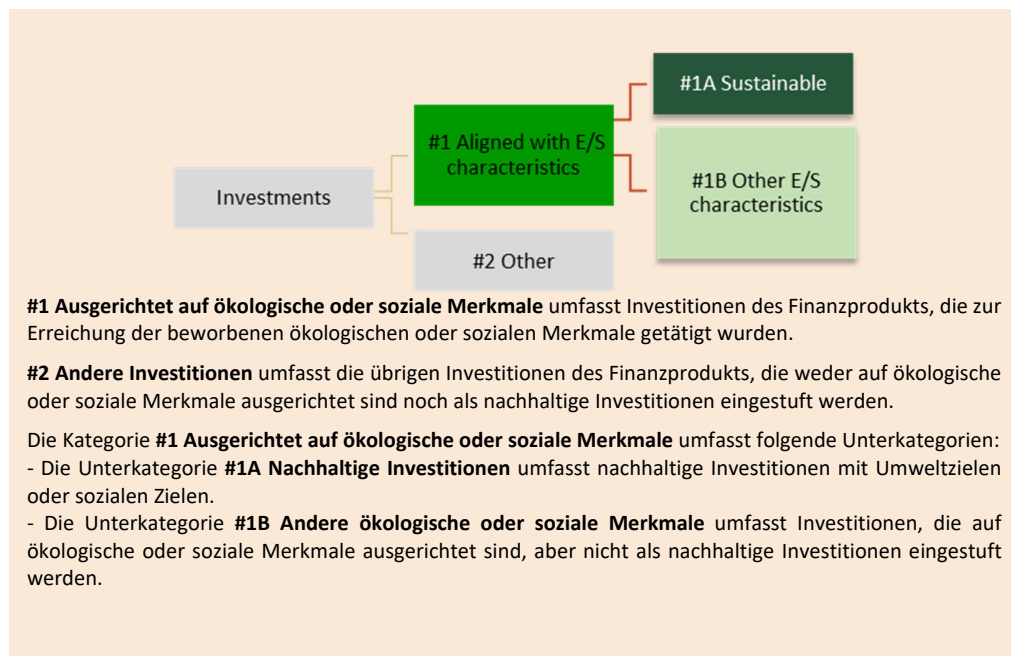 #1A Sustainable
#1 Aligned with E/S
characteristics
#1B Other E/S
characteristics
Investments
#2 Other
#1 Ausgerichtet auf ökologische oder soziale Merkmale umfasst Investitionen des Finanzprodukts, die zur
Erreichung der beworbenen ökologischen oder sozialen Merkmale getätigt wurden.
#2 Andere Investitionen umfasst die übrigen Investitionen des Finanzprodukts, die weder auf ökologische
oder soziale Merkmale ausgerichtet sind noch als nachhaltige Investitionen eingestuft werden.
Die Kategorie #1 Ausgerichtet auf ökologische oder soziale Merkmale umfasst folgende Unterkategorien:
- Die Unterkategorie #1A Nachhaltige Investitionen umfasst nachhaltige Investitionen mit Umweltzielen
oder sozialen Zielen.
- Die Unterkategorie #1B Andere ökologische oder soziale Merkmale umfasst Investitionen, die auf
ökologische oder soziale Merkmale ausgerichtet sind, aber nicht als nachhaltige Investitionen eingestuft
werden.